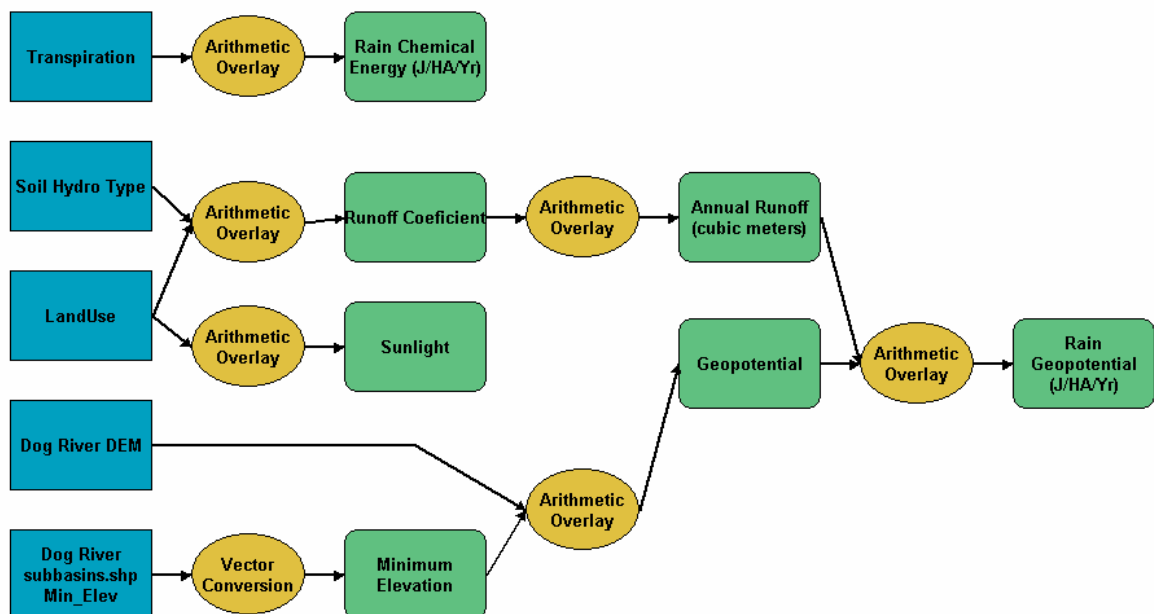 Transpiration
Arithmetic
Overlay
Rain Chemical
Energy (J/HA/Yr)
Soil Hydro Type
Arithmetic
Overlay
Runoff Coeficient
Arithmetic
Overlay
Annual Runoff
(cubic meters)
LandUse
Arithmetic
Overlay
Sunlight
Geopotential
Arithmetic
Overlay
Rain
Geopotential
(J/HA/Yr)
Dog River DEM
Arithmetic
Overlay
Dog River
subbasins.shp
Min_Elev
Vector
Conversion
Minimum
Elevation